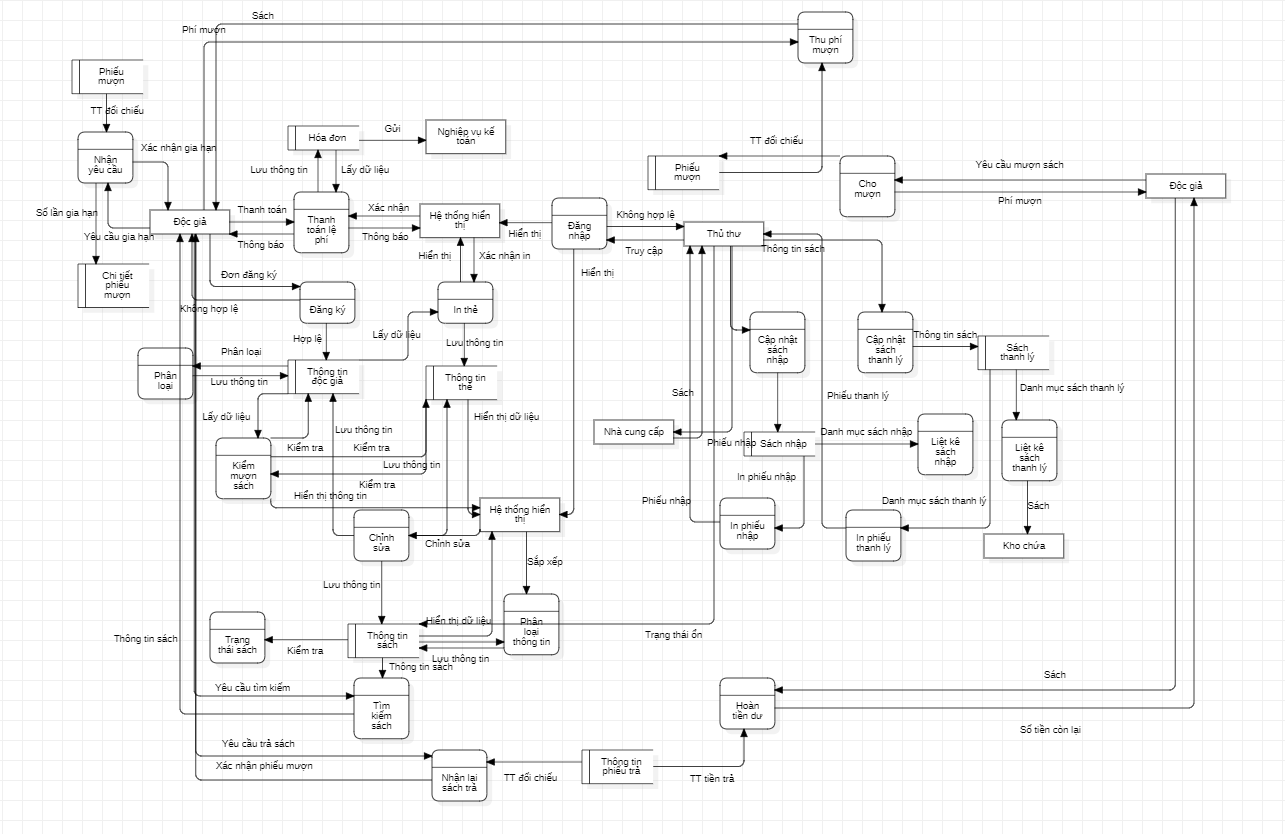 Sách
Phí mượn
Thu phí
mượn
Phiếu
mượn
TT đối chiếu
Nhận
yêu cầu
Xác nhận gia hạn
Hóa đơn
Gửi
Nghiệp vụ kế
toán
Lưu thông tin
Lấy dữ liệu
TT đối chiếu
Phiếu
mượn
Cho
mượn
Yêu cầu mượn sách
Phí mượn
Độc giả
Số lần gia hạn
Yêu cầu gia hạn
Độc giả
Thanh toán
Thông báo
Thanh
toán lệ
phí
Xác nhận
Thông báo
Hệ thống hiển
thị
Hiển thị
Đăng
nhập
Không hợp lệ
Truy cập
Thủ thư
Thông tin sách
Chi tiết
phiếu
mượn
Đơn đăng ký
Không hợp lệ
Đăng ký
Hiển thị
Xác nhận in
In thẻ
Hiển thị
Hợp lệ
Lấy dữ liệu
Lưu thông tin
Cập nhật
sách
nhập
Cập nhật
sách
thanh lý
Thông tin sách
Sách
thanh lý
Phân
loại
Phân loại
Lưu thông tin
Thông tin
độc giả
Thông tin
thẻ
Sách
Phiếu thanh lý
Danh mục sách thanh lý
Lấy dữ liệu
Lưu thông tin
Hiển thị dữ liệu
Kiểm tra
Kiểm tra
Nhà cung cấp
Phiếu nhập
Sách nhập
Danh mục sách nhập
Liệt kê
sách
nhập
Liệt kê
sách
thanh lý
Kiểm
mượn
sách
Lưu thông tin
Kiểm tra
In phiếu nhập
Hiển thị thông tin
Phiếu nhập
Danh mục sách thanh lý
Sách
Hệ thống hiển
thị
In phiếu
nhập
In phiếu
thanh lý
Kho chứa
Chỉnh
sửa
Chỉnh sửa
Sắp xếp
Lưu thông tin
Trạng
thái sách
Kiểm tra
Thông tin
sách
Hiển thị dữ liệu
Phân
loại
thông tin
Lưu thông tin
Trạng thái ổn
Thông tin sách
Thông tin sách
Yêu cầu tìm kiếm
Tìm
kiếm
sách
Sách
Hoàn
tiền dư
Số tiền còn lại
Yêu cầu trả sách
Xác nhận phiếu mượn
Nhận lại
sách trả
TT đối chiếu
Thông tin
phiếu trả
TT tiền trả